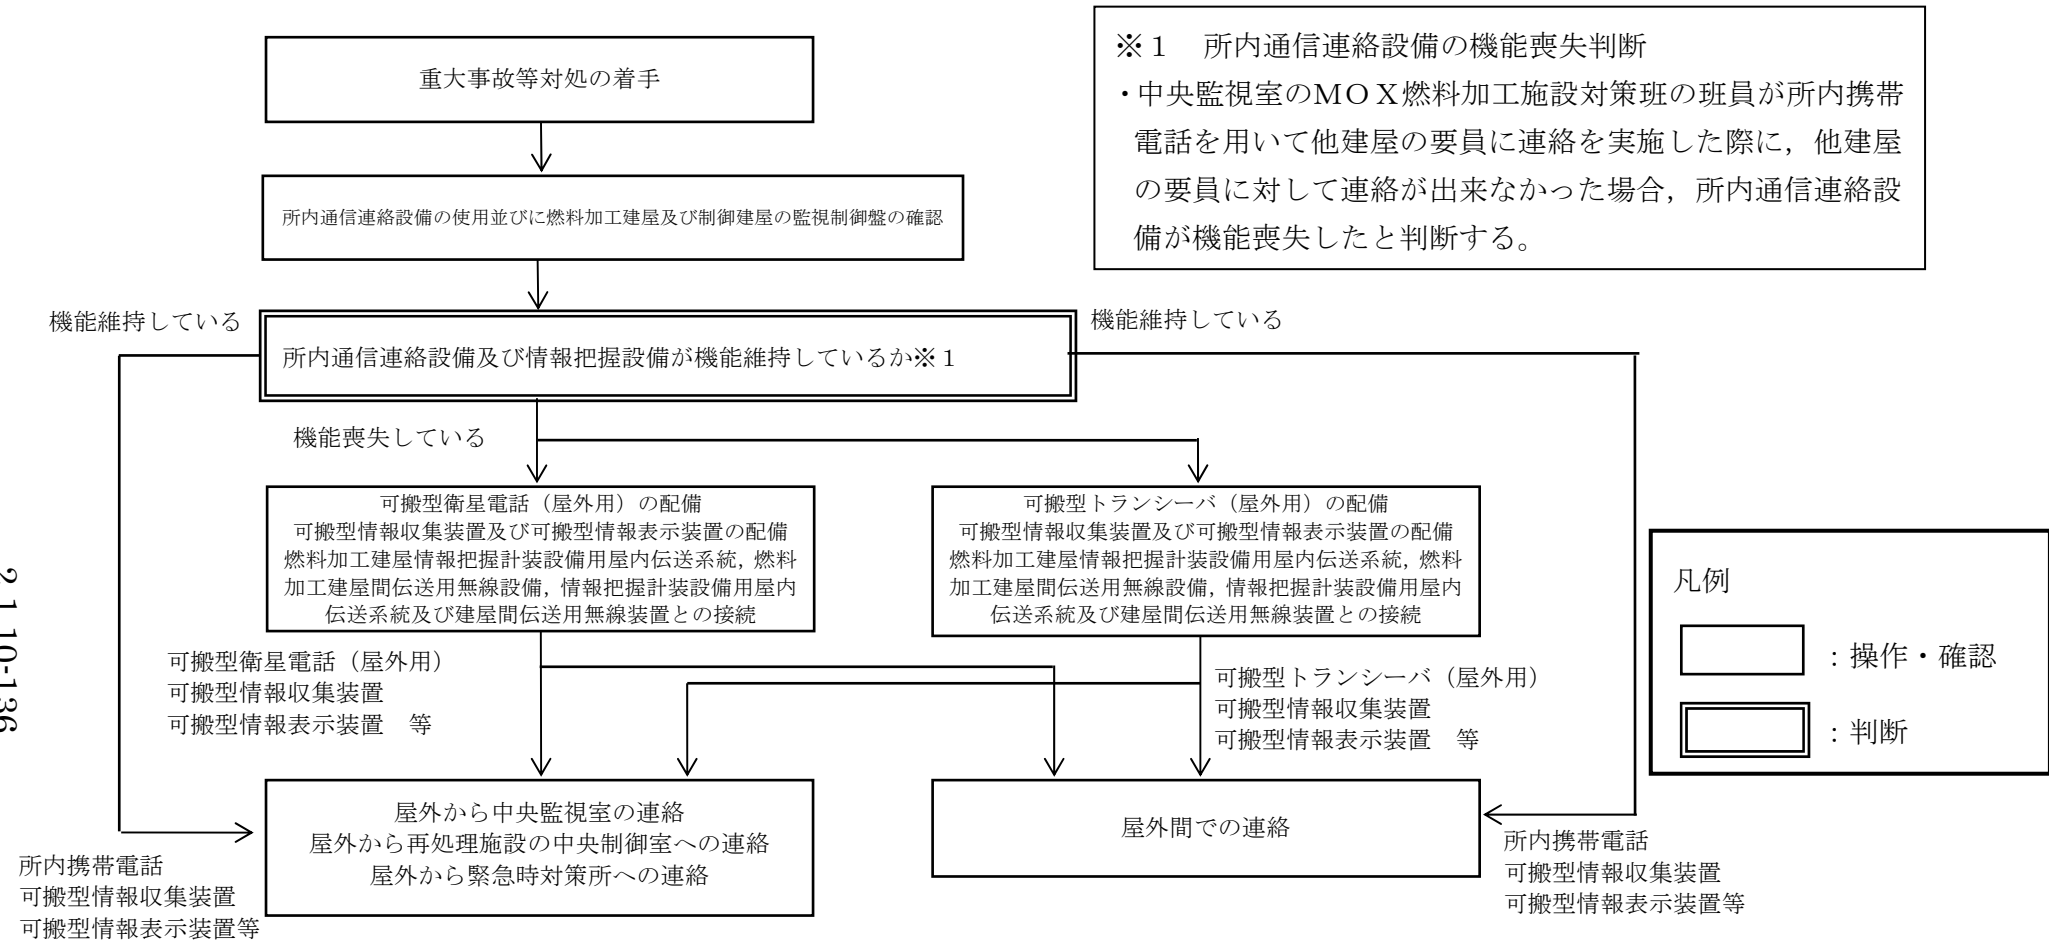 重大事故等対処の着手
※１　所内通信連絡設備の機能喪失判断
・中央監視室のＭＯＸ燃料加工施設対策班の班員が所内携帯
電話を用いて他建屋の要員に連絡を実施した際に，他建屋
の要員に対して連絡が出来なかった場合，所内通信連絡設
備が機能喪失したと判断する。
所内通信連絡設備の使用並びに燃料加工建屋及び制御建屋の監視制御盤の確認
機能維持している
機能維持している
所内通信連絡設備及び情報把握設備が機能維持しているか※１
機能喪失している
可搬型衛星電話（屋外用）の配備
可搬型情報収集装置及び可搬型情報表示装置の配備
燃料加工建屋情報把握計装設備用屋内伝送系統，燃料
加工建屋間伝送用無線設備，情報把握計装設備用屋内
伝送系統及び建屋間伝送用無線装置との接続
可搬型トランシーバ（屋外用）の配備
可搬型情報収集装置及び可搬型情報表示装置の配備
燃料加工建屋情報把握計装設備用屋内伝送系統，燃料
加工建屋間伝送用無線設備，情報把握計装設備用屋内
伝送系統及び建屋間伝送用無線装置との接続
凡例
：操作・確認
：判断
可搬型衛星電話（屋外用）
可搬型情報収集装置
可搬型情報表示装置　等
可搬型トランシーバ（屋外用）
可搬型情報収集装置
可搬型情報表示装置　等
屋外から中央監視室の連絡
屋外から再処理施設の中央制御室への連絡
屋外から緊急時対策所への連絡
屋外間での連絡
所内携帯電話
可搬型情報収集装置
可搬型情報表示装置等
所内携帯電話
可搬型情報収集装置
可搬型情報表示装置等
2.1.10-136